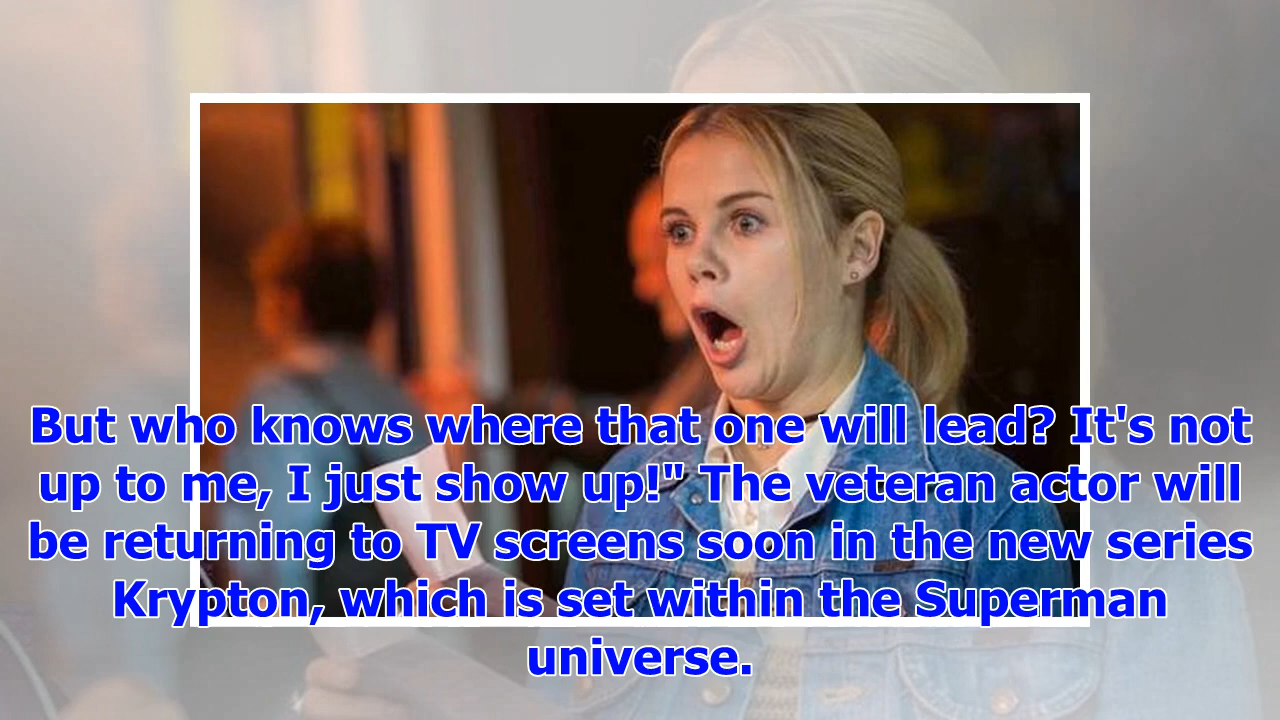 But who knows where that one will lead? It's not
up to me, I just show up!" The veteran actor will
be returning to TV screens soon in the new series
Krypton, which is set within the Superman
universe.